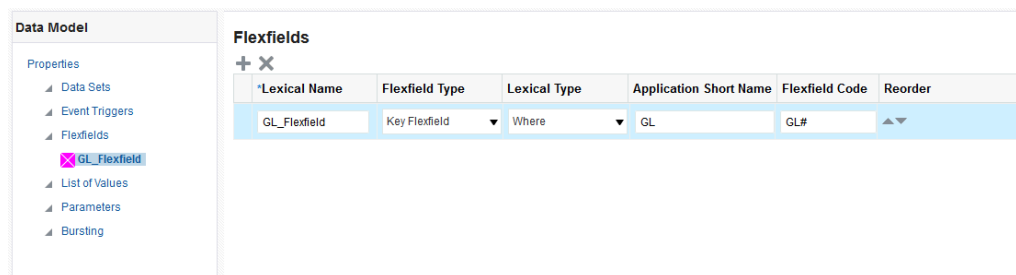 Data Model
Properties
Data Sets
Event Triggers
Flexfields
GL_Flexfield
List of Values
Parameters
Bursting
Flexfields
*Lexical Name Flexfield Type Lexical Type Application Short Name Flexfield Code Reorder
GL_Flexfield Key Flexfield Where GL GL#